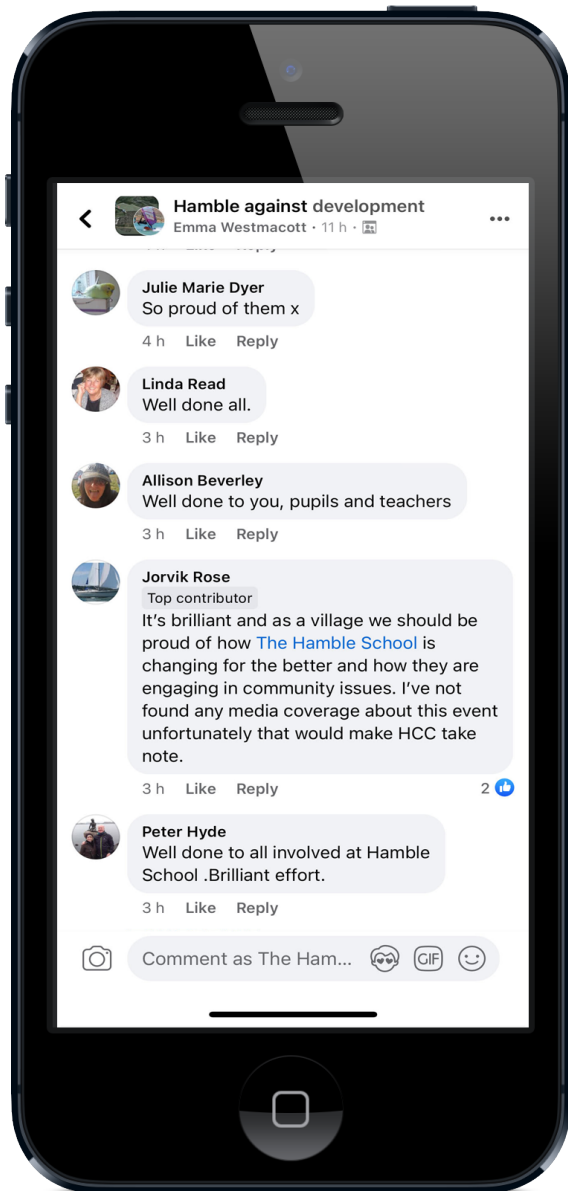 Hamble against development
Emma Westmacott · 11 h ·
Like Reply
Julie Marie Dyer
So proud of them x
4 h Like Reply
Linda Read
Well done all.
3 h Like Reply
Allison Beverley
Well done to you, pupils and teachers
3 h Like Reply
Jorvik Rose
Top contributor
It's brilliant and as a village we should be
proud of how The Hamble School is
changing for the better and how they are
engaging in community issues. I've not
found any media coverage about this event
unfortunately that would make HCC take
note.
3 h Like Reply 2
Peter Hyde
Well done to all involved at Hamble
School .Brilliant effort.
3 h Like Reply
Comment as The Ham... GIF